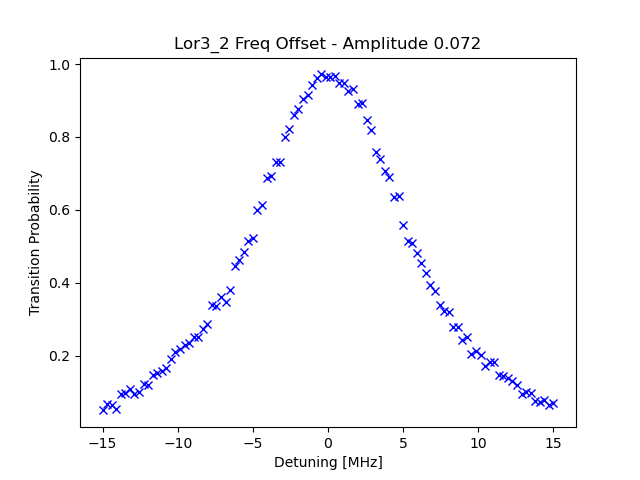 Lor3_2 Freq Offset - Amplitude 0.072
Transition Probability
1.0
0.8
0.6
0.4
0.2
−15 −10 −5 0 5 10 15
Detuning [MHz]